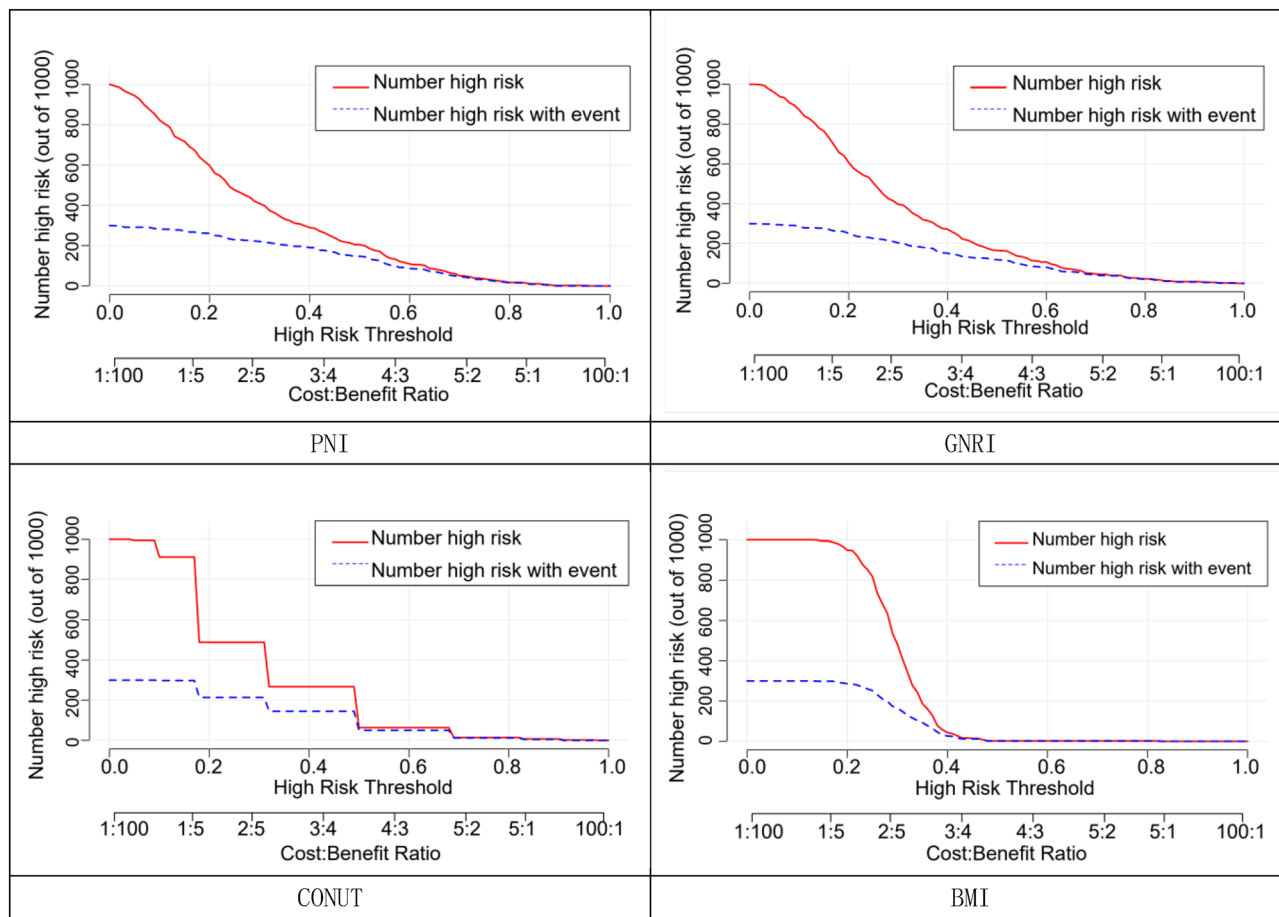 Number high risk (out of 1000)
1000
800
600
400
200
0
Number high risk
Number high risk with event
0.0 0.2 0.4 0.6 0.8 1.0
High Risk Threshold
1:100 1:5 2:5 3:4 4:3 5:2 5:1 100:1
Cost:Benefit Ratio
PNI
Number high risk (out of 1000)
1000
800
600
400
200
0
Number high risk
Number high risk with event
0.0 0.2 0.4 0.6 0.8 1.0
High Risk Threshold
1:100 1:5 2:5 3:4 4:3 5:2 5:1 100:1
Cost:Benefit Ratio
GNRI
Number high risk (out of 1000)
1000
800
600
400
200
0
Number high risk
Number high risk with event
0.0 0.2 0.4 0.6 0.8 1.0
High Risk Threshold
1:100 1:5 2:5 3:4 4:3 5:2 5:1 100:1
Cost:Benefit Ratio
CONUT
Number high risk (out of 1000)
1000
800
600
400
200
0
Number high risk
Number high risk with event
0.0 0.2 0.4 0.6 0.8 1.0
High Risk Threshold
1:100 1:5 2:5 3:4 4:3 5:2 5:1 100:1
Cost:Benefit Ratio
BMI